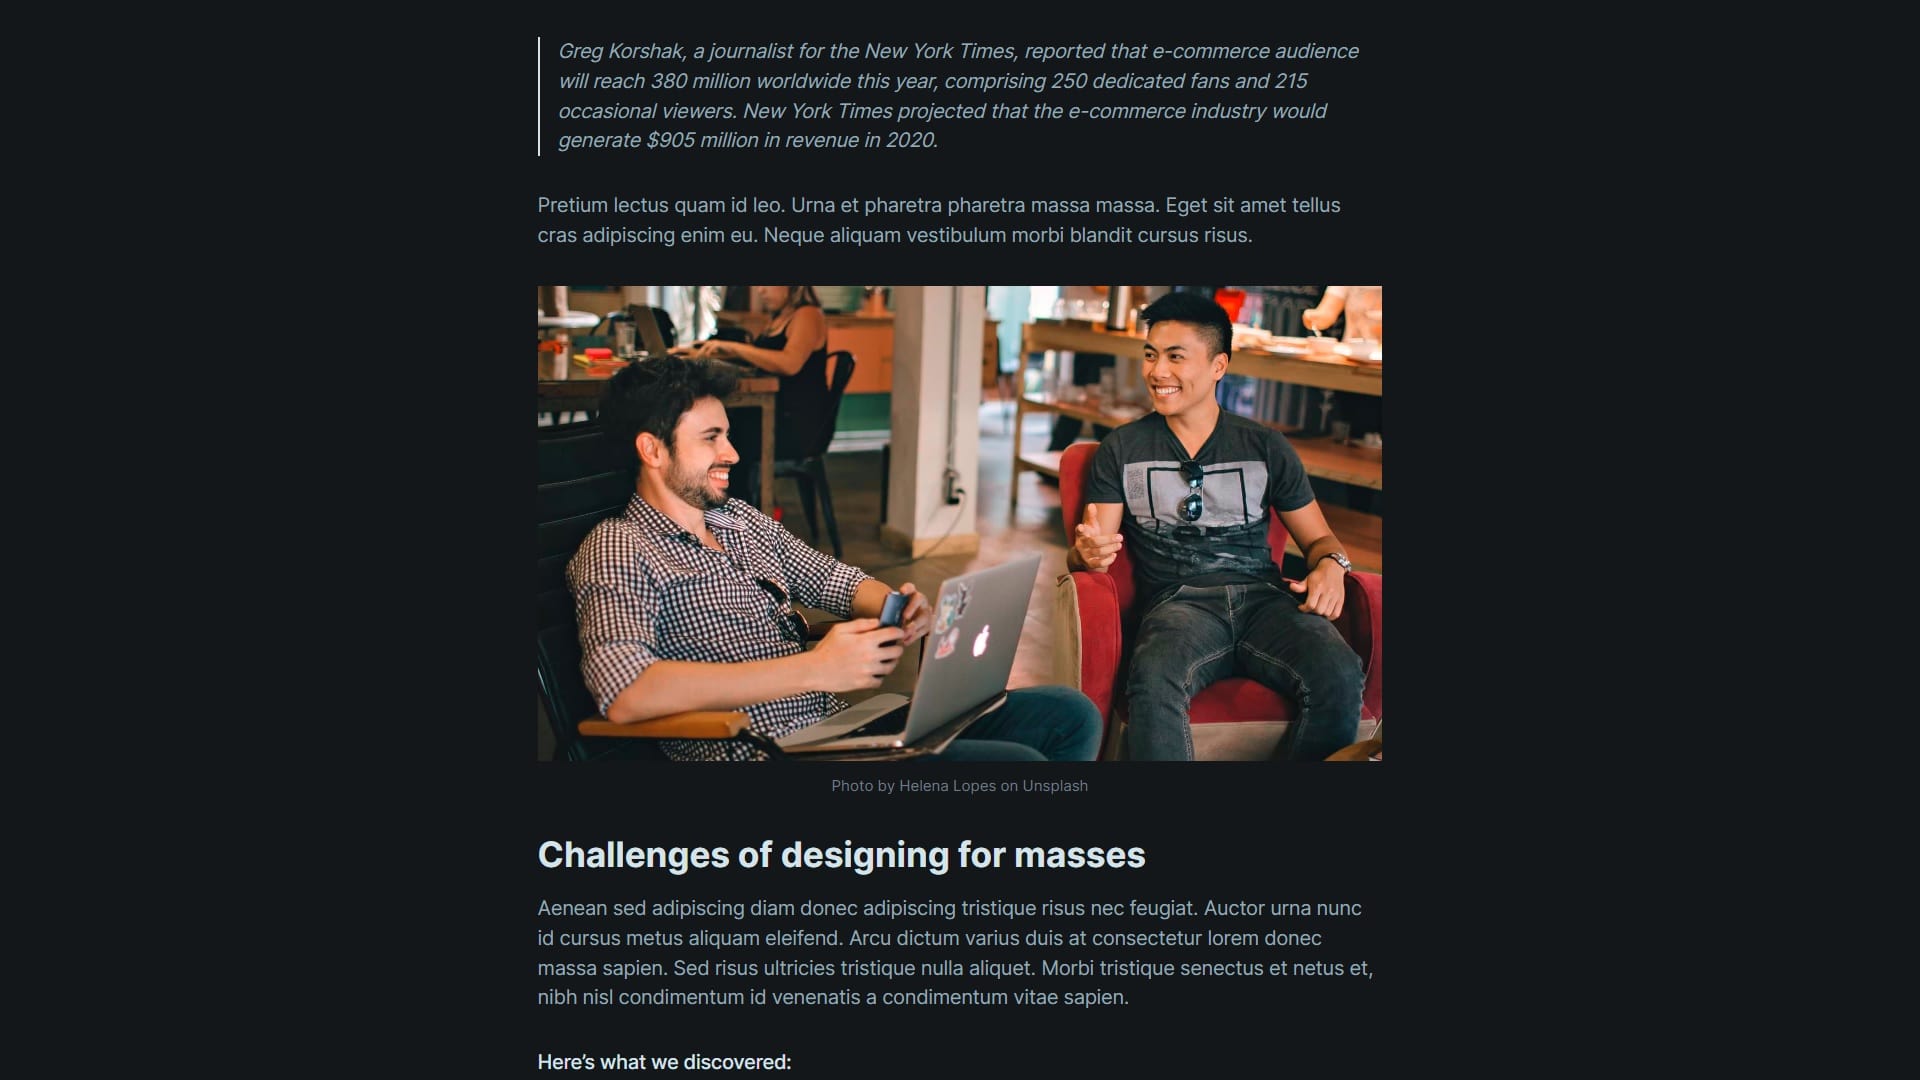 Greg Korshak, a journalist for the New York Times, reported that e-commerce audience
will reach 380 million worldwide this year, comprising 250 dedicated fans and 215
occasional viewers. New York Times projected that the e-commerce industry would
generate $905 million in revenue in 2020.
Pretium lectus quam id leo. Urna et pharetra pharetra massa massa. Eget sit amet tellus
cras adipiscing enim eu. Neque aliquam vestibulum morbi blandit cursus risus.
Photo by Helena Lopes on Unsplash
Challenges of designing for masses
Aenean sed adipiscing diam donec adipiscing tristique risus nec feugiat. Auctor urna nunc
id cursus metus aliquam eleifend. Arcu dictum varius duis at consectetur lorem donec
massa sapien. Sed risus ultricies tristique nulla aliquet. Morbi tristique senectus et netus et,
nibh nisl condimentum id venenatis a condimentum vitae sapien.
Here’s what we discovered: